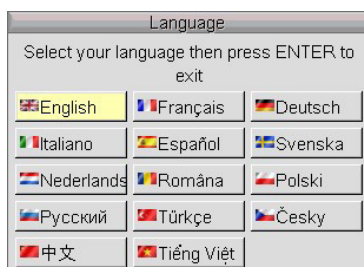 Language
Select your language then press ENTER to
exit
English Français Deutsch
Italiano Español Svenska
Nederlands Româna Polski
Русский Türkçe Česky
中文 Tiếng Việt